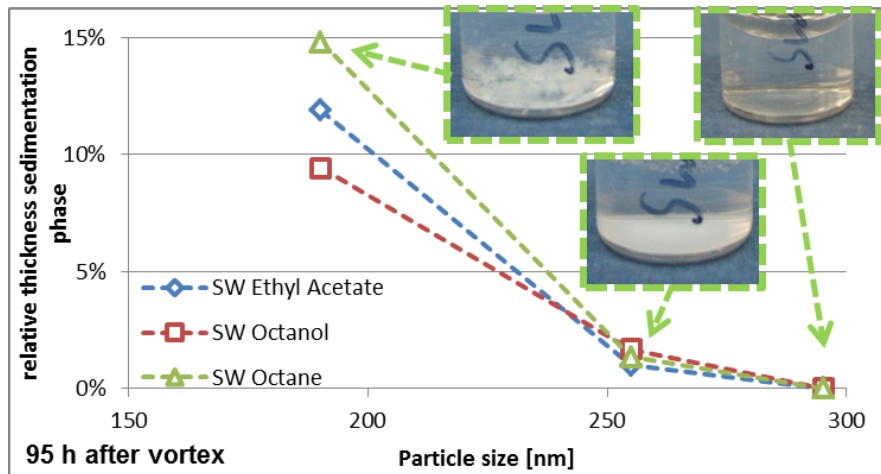 15%
10%
5%
0%
relative thickness sedimentation
phase
SW Ethyl Acetate
SW Octanol
SW Octane
150
200
250
300
95 h after vortex
Particle size [nm]
SL